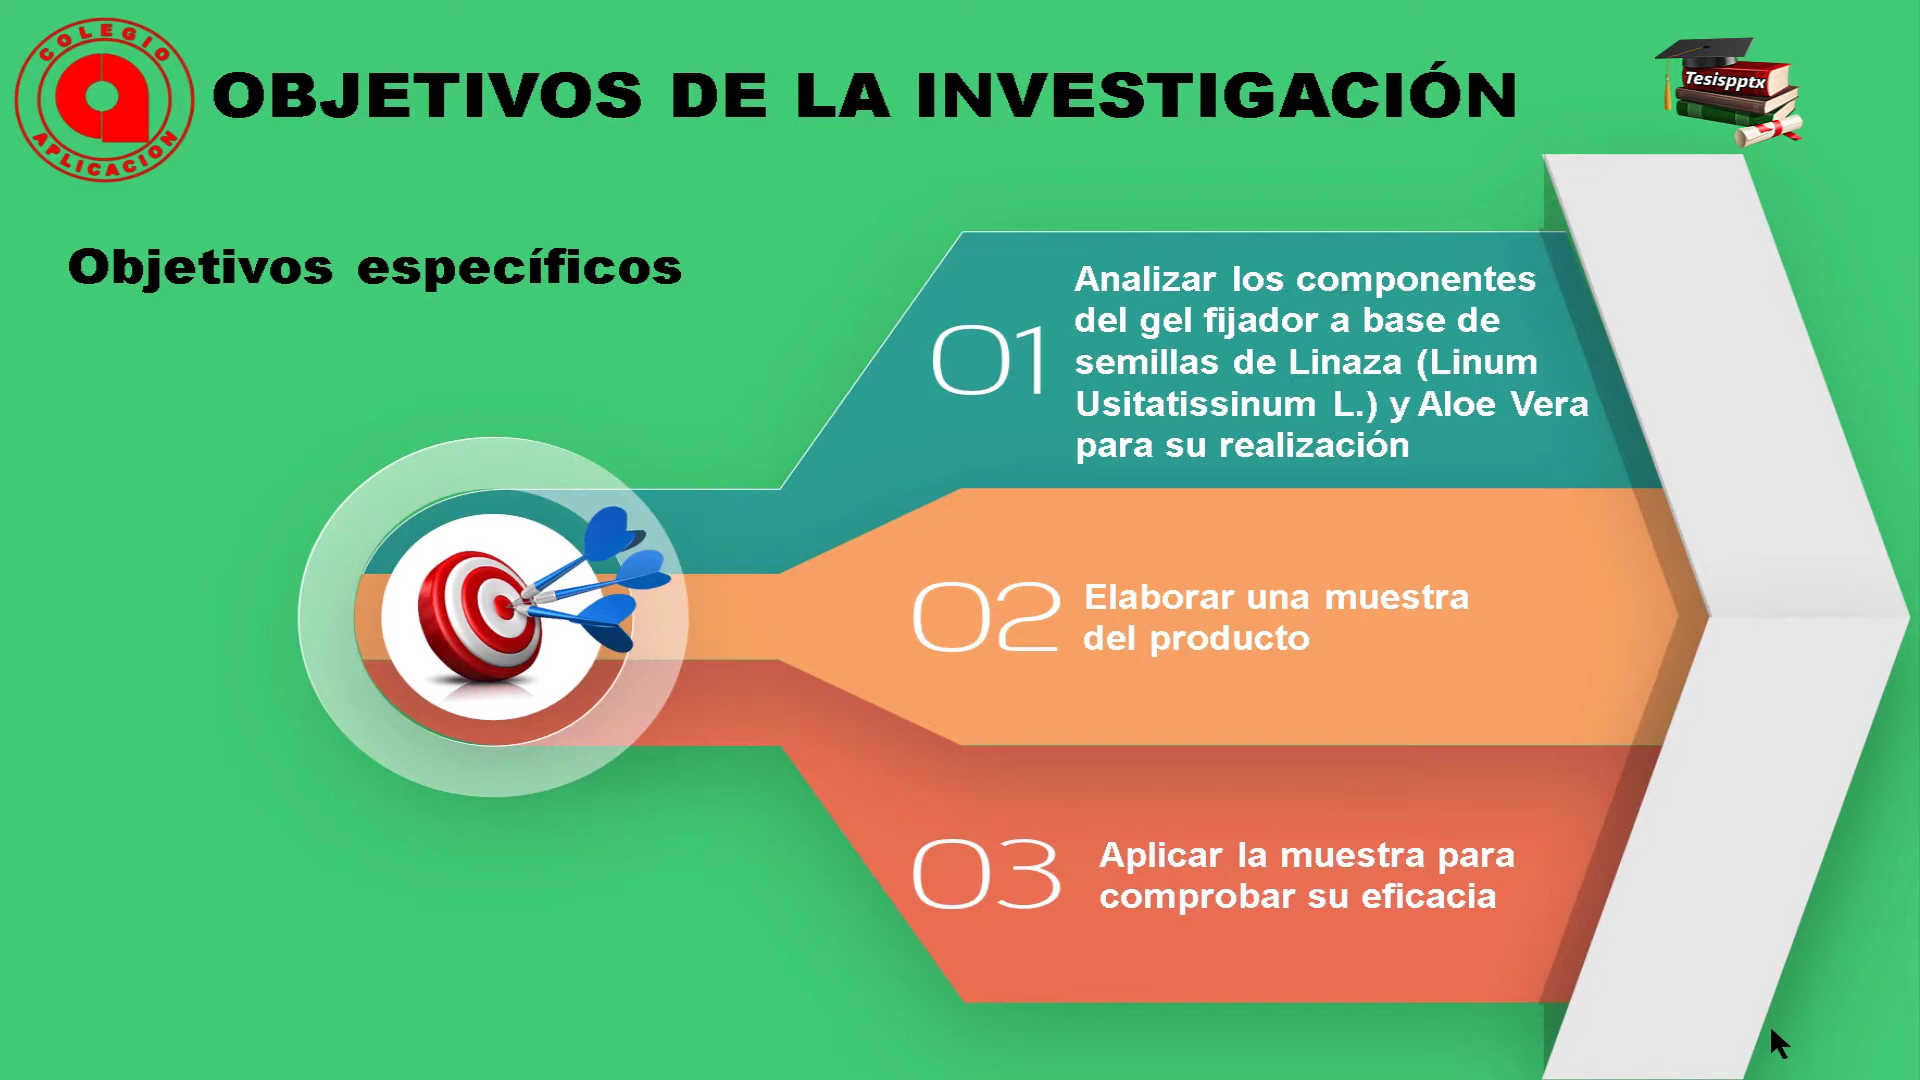 COLEGIO
APLICACION
OBJETIVOS DE LA INVESTIGACIÓN
Tesispptx
Objetivos específicos
01
Analizar los componentes
del gel fijador a base de
semillas de Linaza (Linum
Usitatissinum L.) y Aloe Vera
para su realización
02
Elaborar una muestra
del producto
03
Aplicar la muestra para
comprobar su eficacia